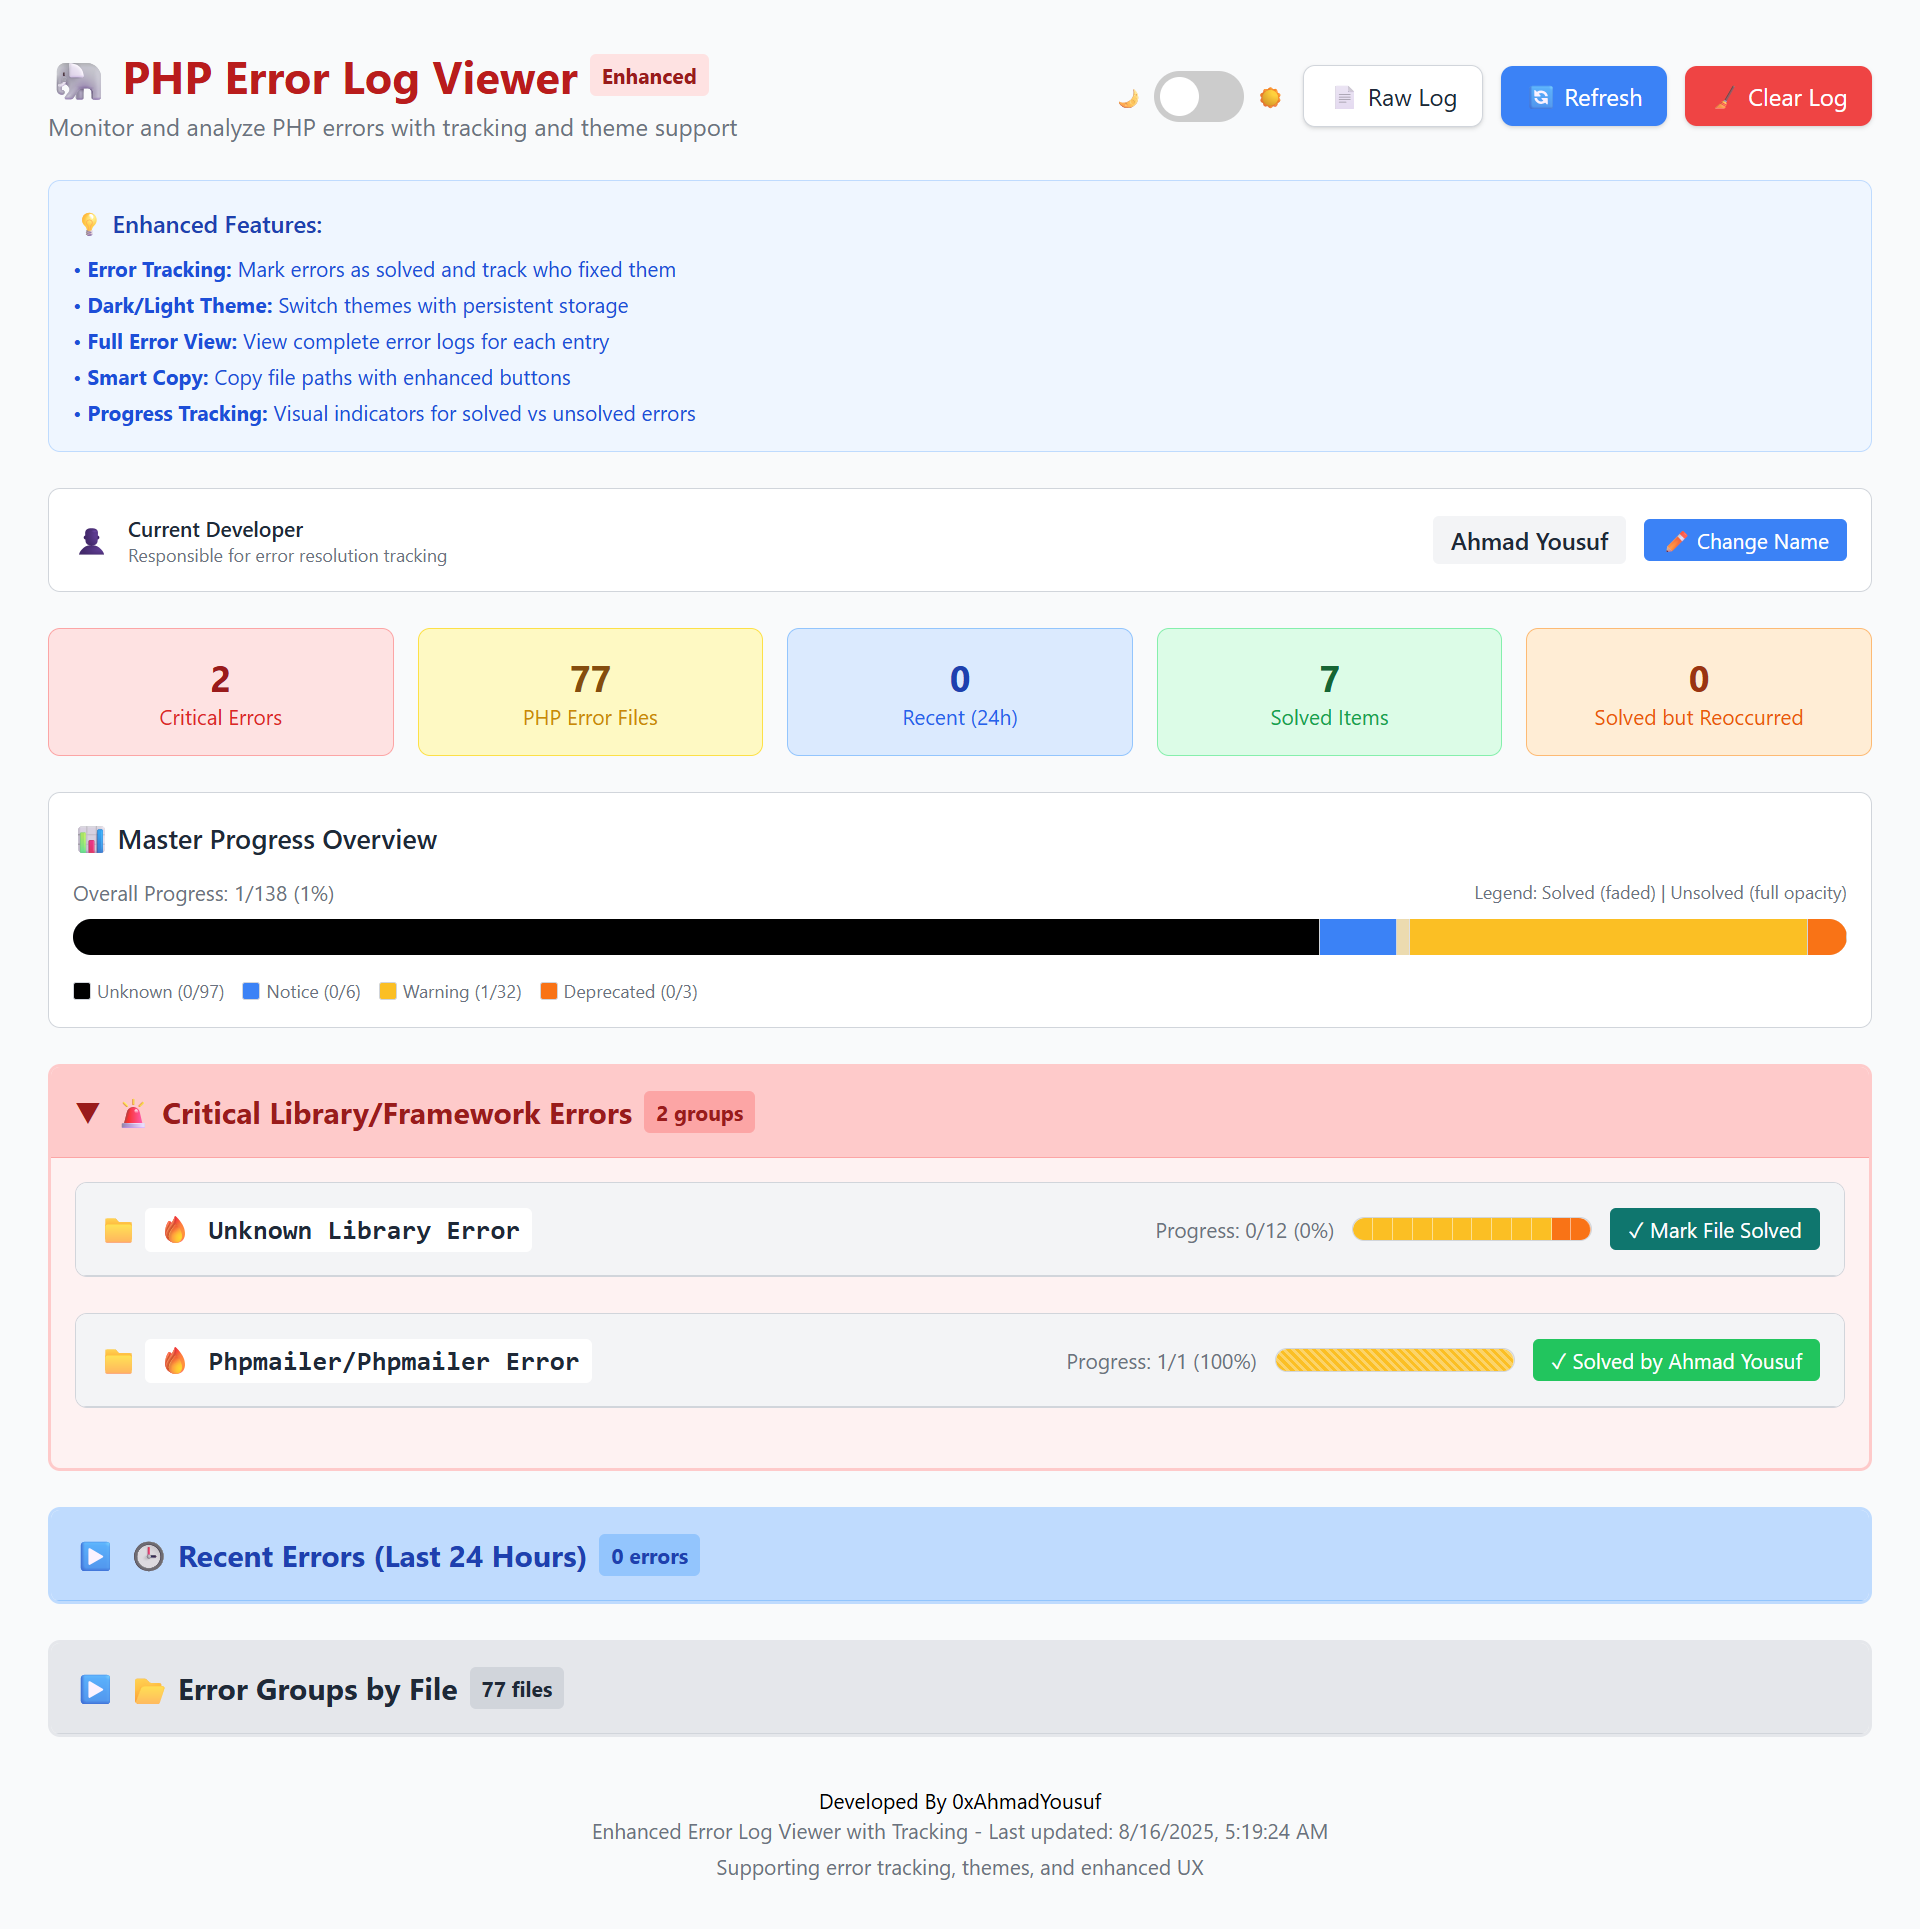 PHP Error Log Viewer Enhanced
Monitor and analyze PHP errors with tracking and theme support
Raw Log
Refresh
Clear Log
Enhanced Features:
• Error Tracking: Mark errors as solved and track who fixed them
• Dark/Light Theme: Switch themes with persistent storage
• Full Error View: View complete error logs for each entry
• Smart Copy: Copy file paths with enhanced buttons
• Progress Tracking: Visual indicators for solved vs unsolved errors
Current Developer
Responsible for error resolution tracking
Ahmad Yousuf
Change Name
2
Critical Errors
77
PHP Error Files
0
Recent (24h)
7
Solved Items
0
Solved but Reoccurred
Master Progress Overview
Overall Progress: 1/138 (1%)
Legend: Solved (faded) | Unsolved (full opacity)
Unknown (0/97) Notice (0/6) Warning (1/32) Deprecated (0/3)
Critical Library/Framework Errors 2 groups
Unknown Library Error
Progress: 0/12 (0%)
✓ Mark File Solved
Phpmailer/Phpmailer Error
Progress: 1/1 (100%)
✓ Solved by Ahmad Yousuf
Recent Errors (Last 24 Hours) 0 errors
Error Groups by File 77 files
Developed By 0xAhmadYousuf
Enhanced Error Log Viewer with Tracking - Last updated: 8/16/2025, 5:19:24 AM
Supporting error tracking, themes, and enhanced UX